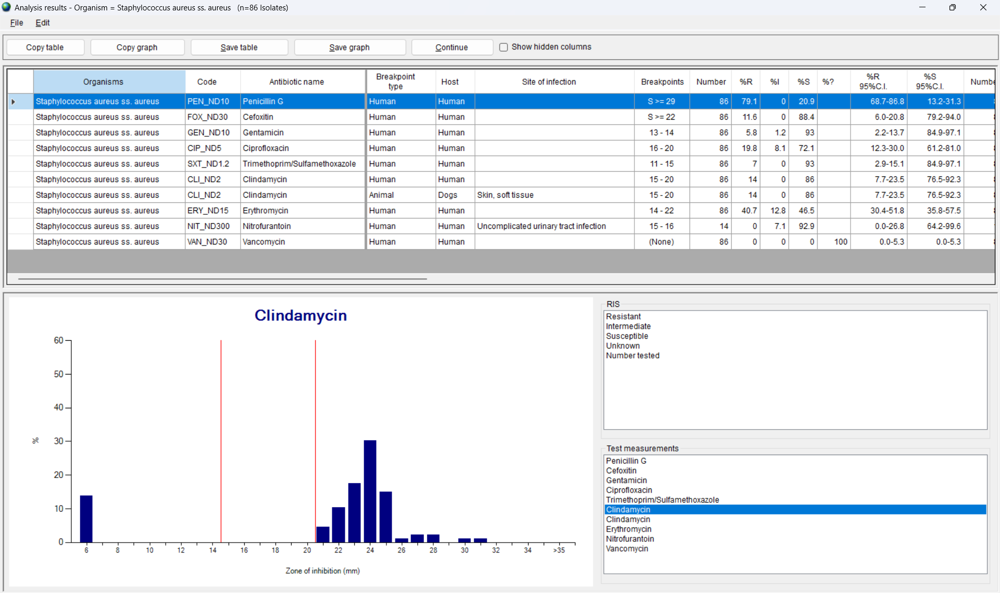 Analysis results - Organism = Staphylococcus aureus ss. aureus (n=86 Isolates)
File Edit
Copy table Copy graph Save table Save graph Continue Show hidden columns
Organisms Code Antibiotic name Breakpoint type Host Site of infection Breakpoints Number %R %I %S %? %R 95%C.I. %S 95%C.I.
Staphylococcus aureus ss. aureus PEN_ND10 Penicillin G Human Human S >= 29 86 79.1 0 20.9 68.7-86.8 13.2-31.3
Staphylococcus aureus ss. aureus FOX_ND30 Cefoxitin Human Human S >= 22 86 11.6 0 88.4 6.0-20.8 79.2-94.0
Staphylococcus aureus ss. aureus GEN_ND10 Gentamicin Human Human 13 - 14 86 5.8 1.2 93 2.2-13.7 84.9-97.1
Staphylococcus aureus ss. aureus CIP_ND5 Ciprofloxacin Human Human 16 - 20 86 19.8 8.1 72.1 12.3-30.0 61.2-81.0
Staphylococcus aureus ss. aureus SXT_ND1.2 Trimethoprim/Sulfamethoxazole Human Human 11 - 15 86 7 0 93 2.9-15.1 84.9-97.1
Staphylococcus aureus ss. aureus CLI_ND2 Clindamycin Human Human 15 - 20 86 14 0 86 7.7-23.5 76.5-92.3
Staphylococcus aureus ss. aureus CLI_ND2 Clindamycin Animal Dogs Skin, soft tissue 15 - 20 86 14 0 86 7.7-23.5 76.5-92.3
Staphylococcus aureus ss. aureus ERY_ND15 Erythromycin Human Human 14 - 22 86 40.7 12.8 46.5 30.4-51.8 35.8-57.5
Staphylococcus aureus ss. aureus NIT_ND300 Nitrofurantoin Human Human Uncomplicated urinary tract infection 15 - 16 14 0 7.1 92.9 0.0-26.8 64.2-99.6
Staphylococcus aureus ss. aureus VAN_ND30 Vancomycin Human Human (None) 86 0 0 0 100 0.0-5.3 0.0-5.3
Clindamycin
60
50
40
%
30
20
10
0
6 8 10 12 14 16 18 20 22 24 26 28 30 32 34 >35
Zone of inhibition (mm)
RIS
Resistant
Intermediate
Susceptible
Unknown
Number tested
Test measurements
Penicillin G
Cefoxitin
Gentamicin
Ciprofloxacin
Trimethoprim/Sulfamethoxazole
Clindamycin
Clindamycin
Erythromycin
Nitrofurantoin
Vancomycin